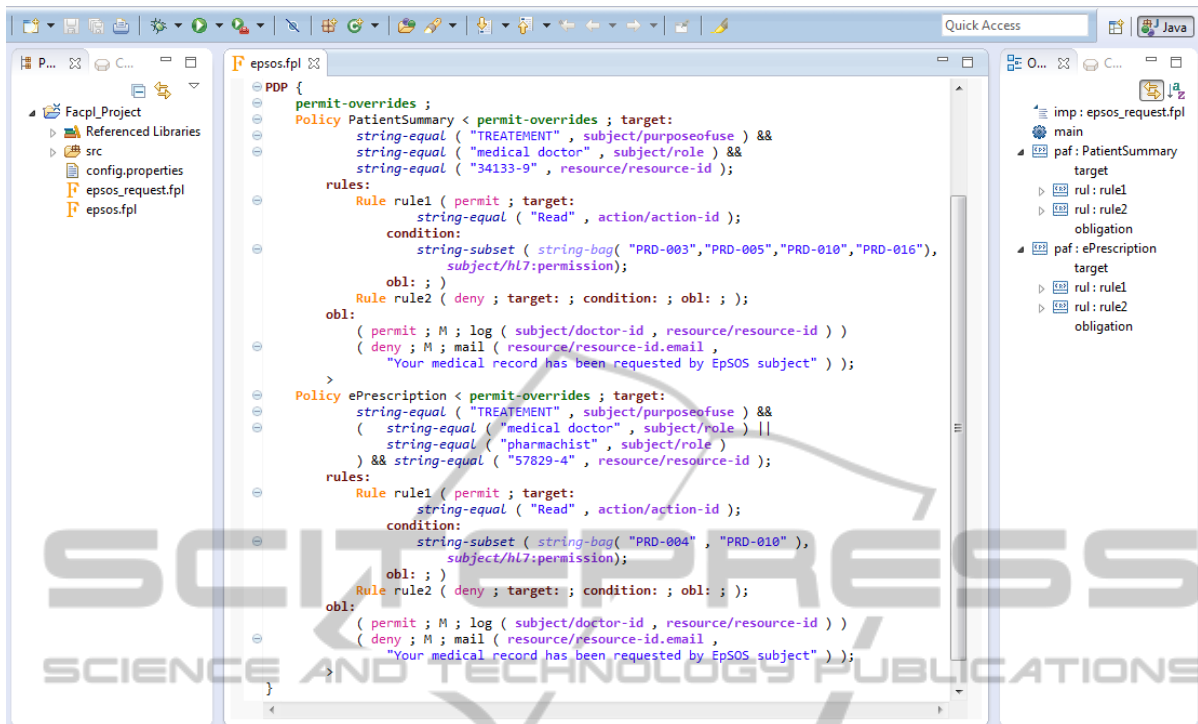 Quick Access
Java
P...
C...
Facpl_Project
Referenced Libraries
src
config.properties
epsos_request.fpl
epsos.fpl
epsos.fpl
PDP {
permit-overrides ;
Policy PatientSummary < permit-overrides ; target:
string-equal ( "TREATEMENT" , subject/purposeofuse ) &&
string-equal ( "medical doctor" , subject/role ) &&
string-equal ( "34133-9" , resource/resource-id );
rules:
Rule rule1 ( permit ; target:
string-equal ( "Read" , action/action-id );
condition:
string-subset ( string-bag( "PRD-003","PRD-005","PRD-010","PRD-016"),
subject/hl7:permission);
obl: ; )
Rule rule2 ( deny ; target: ; condition: ; obl: ; );
obl:
( permit ; M ; log ( subject/doctor-id , resource/resource-id ) )
( deny ; M ; mail ( resource/resource-id.email ,
"Your medical record has been requested by EpSOS subject" ) );
>
Policy ePrescription < permit-overrides ; target:
string-equal ( "TREATEMENT" , subject/purposeofuse ) &&
( string-equal ( "medical doctor" , subject/role ) ||
string-equal ( "pharmachist" , subject/role )
) && string-equal ( "57829-4" , resource/resource-id );
rules:
Rule rule1 ( permit ; target:
string-equal ( "Read" , action/action-id );
condition:
string-subset ( string-bag( "PRD-004" , "PRD-010" ),
subject/hl7:permission);
obl: ; )
Rule rule2 ( deny ; target: ; condition: ; obl: ; );
obl:
( permit ; M ; log ( subject/doctor-id , resource/resource-id ) )
( deny ; M ; mail ( resource/resource-id.email ,
"Your medical record has been requested by EpSOS subject" ) );
>
}
O...
C...
imp : epsos_request.fpl
main
paf : PatientSummary
target
rul : rule1
rul : rule2
obligation
paf : ePrescription
target
rul : rule1
rul : rule2
obligation
SCITEPRESS
SCIENCE AND TECHNOLOGY PUBLICATIONS